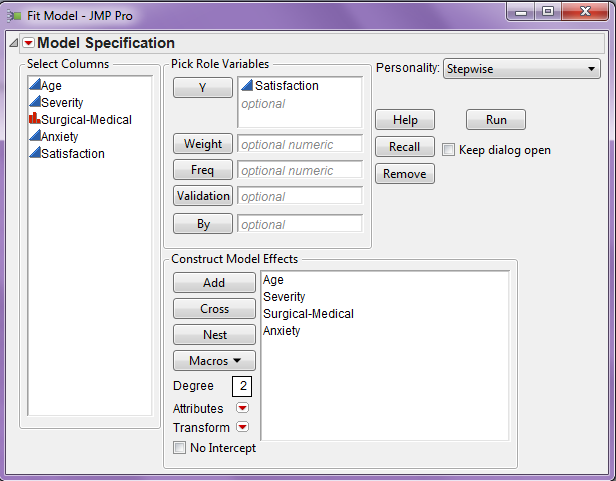 Fit Model - JMP Pro
Model Specification
Select Columns
Age
Severity
Surgical-Medical
Anxiety
Satisfaction
Pick Role Variables
Y
Satisfaction
optional
Weight
optional numeric
Freq
optional numeric
Validation
optional
By
optional
Personality:
Stepwise
Help
Run
Recall
Keep dialog open
Remove
Construct Model Effects
Add
Cross
Nest
Macros
Degree
2
Attributes
Transform
No Intercept
Age
Severity
Surgical-Medical
Anxiety